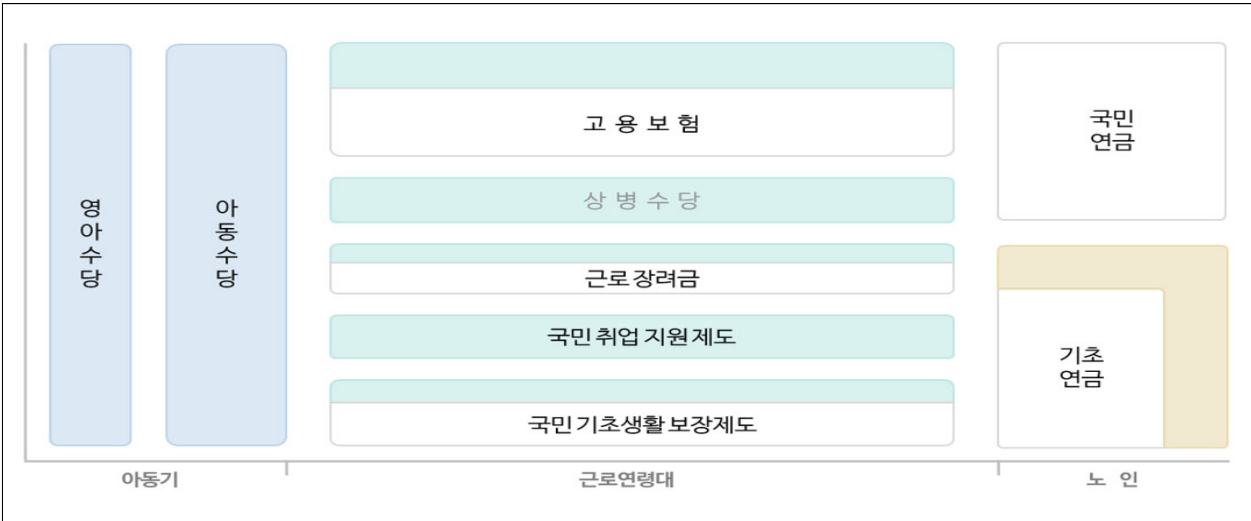 영아수당
아동수당
고 용 보 험
상 병 수 당
근로 장려금
국민 취업 지원 제도
국민 기초생활 보장제도
국민
연금
기초
연금
아동기
근로연령대
노 인